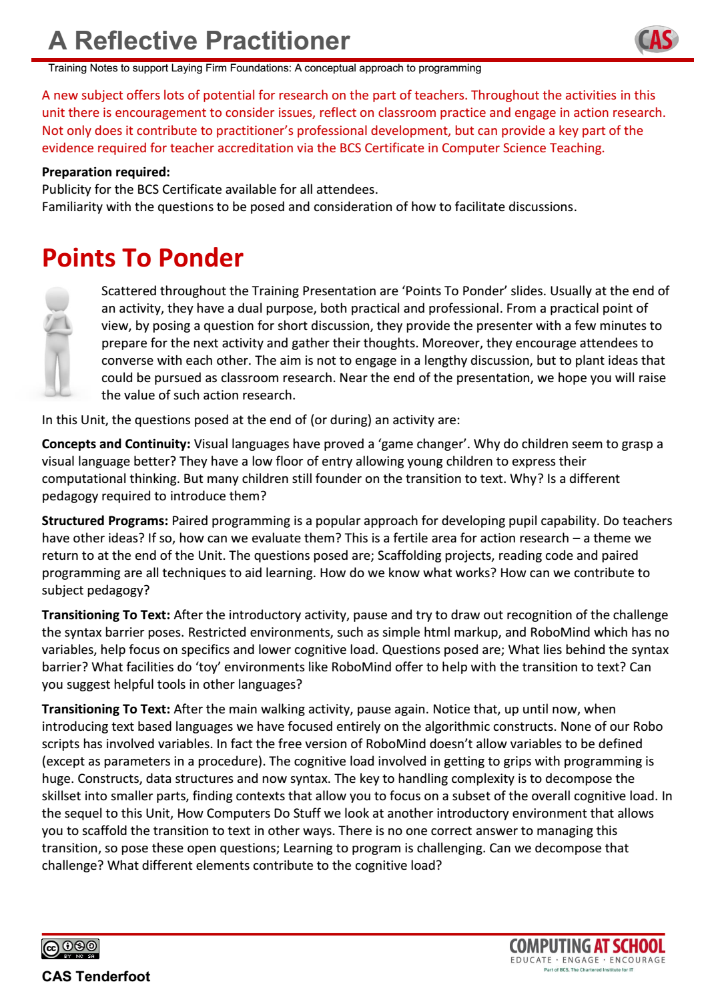 A Reflective Practitioner
CAS
Training Notes to support Laying Firm Foundations: A conceptual approach to programming
A new subject offers lots of potential for research on the part of teachers. Throughout the activities in this
unit there is encouragement to consider issues, reflect on classroom practice and engage in action research.
Not only does it contribute to practitioner’s professional development, but can provide a key part of the
evidence required for teacher accreditation via the BCS Certificate in Computer Science Teaching.
Preparation required:
Publicity for the BCS Certificate available for all attendees.
Familiarity with the questions to be posed and consideration of how to facilitate discussions.
Points To Ponder
Scattered throughout the Training Presentation are ‘Points To Ponder’ slides. Usually at the end of
an activity, they have a dual purpose, both practical and professional. From a practical point of
view, by posing a question for short discussion, they provide the presenter with a few minutes to
prepare for the next activity and gather their thoughts. Moreover, they encourage attendees to
converse with each other. The aim is not to engage in a lengthy discussion, but to plant ideas that
could be pursued as classroom research. Near the end of the presentation, we hope you will raise
the value of such action research.
In this Unit, the questions posed at the end of (or during) an activity are:
Concepts and Continuity: Visual languages have proved a ‘game changer’. Why do children seem to grasp a
visual language better? They have a low floor of entry allowing young children to express their
computational thinking. But many children still founder on the transition to text. Why? Is a different
pedagogy required to introduce them?
Structured Programs: Paired programming is a popular approach for developing pupil capability. Do teachers
have other ideas? If so, how can we evaluate them? This is a fertile area for action research – a theme we
return to at the end of the Unit. The questions posed are; Scaffolding projects, reading code and paired
programming are all techniques to aid learning. How do we know what works? How can we contribute to
subject pedagogy?
Transitioning To Text: After the introductory activity, pause and try to draw out recognition of the challenge
the syntax barrier poses. Restricted environments, such as simple html markup, and RoboMind which has no
variables, help focus on specifics and lower cognitive load. Questions posed are; What lies behind the syntax
barrier? What facilities do ‘toy’ environments like RoboMind offer to help with the transition to text? Can
you suggest helpful tools in other languages?
Transitioning To Text: After the main walking activity, pause again. Notice that, up until now, when
introducing text based languages we have focused entirely on the algorithmic constructs. None of our Robo
scripts has involved variables. In fact the free version of RoboMind doesn’t allow variables to be defined
(except as parameters in a procedure). The cognitive load involved in getting to grips with programming is
huge. Constructs, data structures and now syntax. The key to handling complexity is to decompose the
skillset into smaller parts, finding contexts that allow you to focus on a subset of the overall cognitive load. In
the sequel to this Unit, How Computers Do Stuff we look at another introductory environment that allows
you to scaffold the transition to text in other ways. There is no one correct answer to managing this
transition, so pose these open questions; Learning to program is challenging. Can we decompose that
challenge? What different elements contribute to the cognitive load?
cc
BY NC SA
COMPUTING AT SCHOOL
EDUCATE · ENGAGE · ENCOURAGE
Part of BCS, The Chartered Institute for IT
CAS Tenderfoot